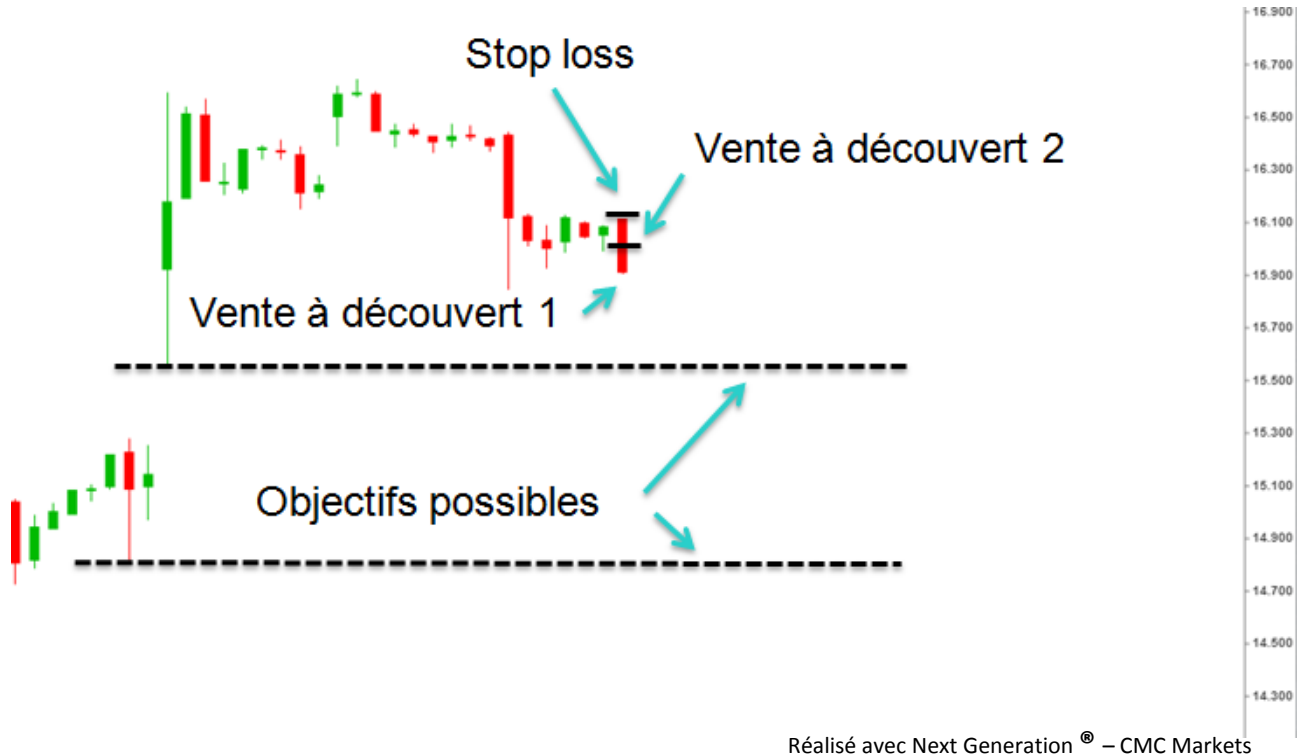 16.900
Stop loss
16.700
16.500
Vente à découvert 2
16.300
16.100
15.900
Vente à découvert 1
15.700
15.500
15.300
Objectifs possibles
15.100
14.900
14.700
14.500
14.300
Réalisé avec Next Generation ® – CMC Markets